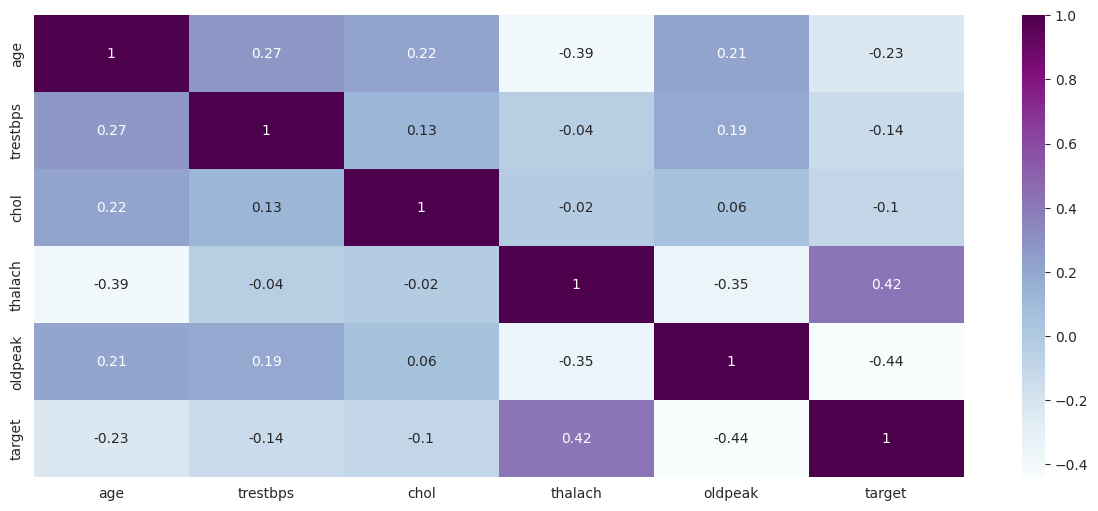 age 1 0.27 0.22 -0.39 0.21 -0.23
trestbps 0.27 1 0.13 -0.04 0.19 -0.14
chol 0.22 0.13 1 -0.02 0.06 -0.1
thalach -0.39 -0.04 -0.02 1 -0.35 0.42
oldpeak 0.21 0.19 0.06 -0.35 1 -0.44
target -0.23 -0.14 -0.1 0.42 -0.44 1
age trestbps chol thalach oldpeak target
1.0
0.8
0.6
0.4
0.2
0.0
−0.2
−0.4